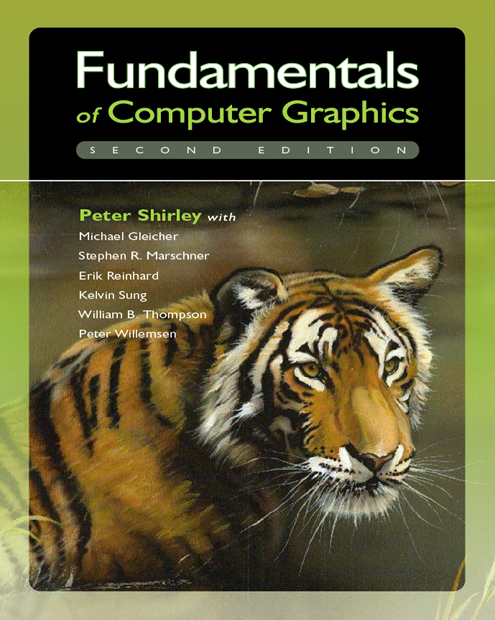 Fundamentals
of Computer Graphics
SECOND EDITION
Peter Shirley with
Michael Gleicher
Stephen R. Marschner
Erik Reinhard
Kelvin Sung
William B. Thompson
Peter Willemsen